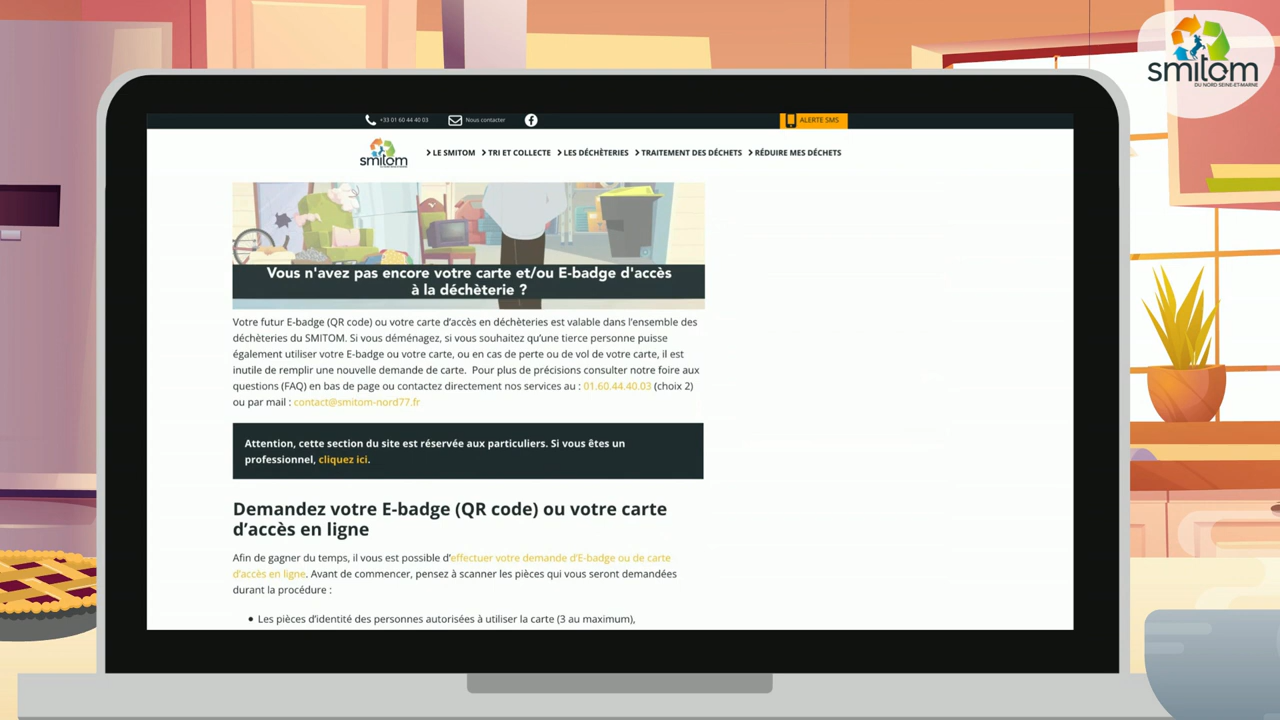 smitom
DU NORD SEINE-ET-MARNE
+33 01 60 44 40 03
Nous contacter
ALERTE SMS
smitom
LE SMITOM
TRI ET COLLECTE
LES DÉCHÈTERIES
TRAITEMENT DES DÉCHETS
RÉDUIRE MES DÉCHETS
Vous n'avez pas encore votre carte et/ou E-badge d'accès
à la déchèterie ?
Votre futur E-badge (QR code) ou votre carte d'accès en déchèteries est valable dans l'ensemble des
déchèteries du SMITOM. Si vous déménagez, si vous souhaitez qu'une tierce personne puisse
également utiliser votre E-badge ou votre carte, ou en cas de perte ou de vol de votre carte, il est
inutile de remplir une nouvelle demande de carte. Pour plus de précisions consulter notre foire aux
questions (FAQ) en bas de page ou contactez directement nos services au : 01.60.44.40.03 (choix 2)
ou par mail : contact@smitom-nord77.fr
Attention, cette section du site est réservée aux particuliers. Si vous êtes un
professionnel, cliquez ici.
Demandez votre E-badge (QR code) ou votre carte
d'accès en ligne
Afin de gagner du temps, il vous est possible d'effectuer votre demande d'E-badge ou de carte
d'accès en ligne. Avant de commencer, pensez à scanner les pièces qui vous seront demandées
durant la procédure :
• Les pièces d'identité des personnes autorisées à utiliser la carte (3 au maximum),